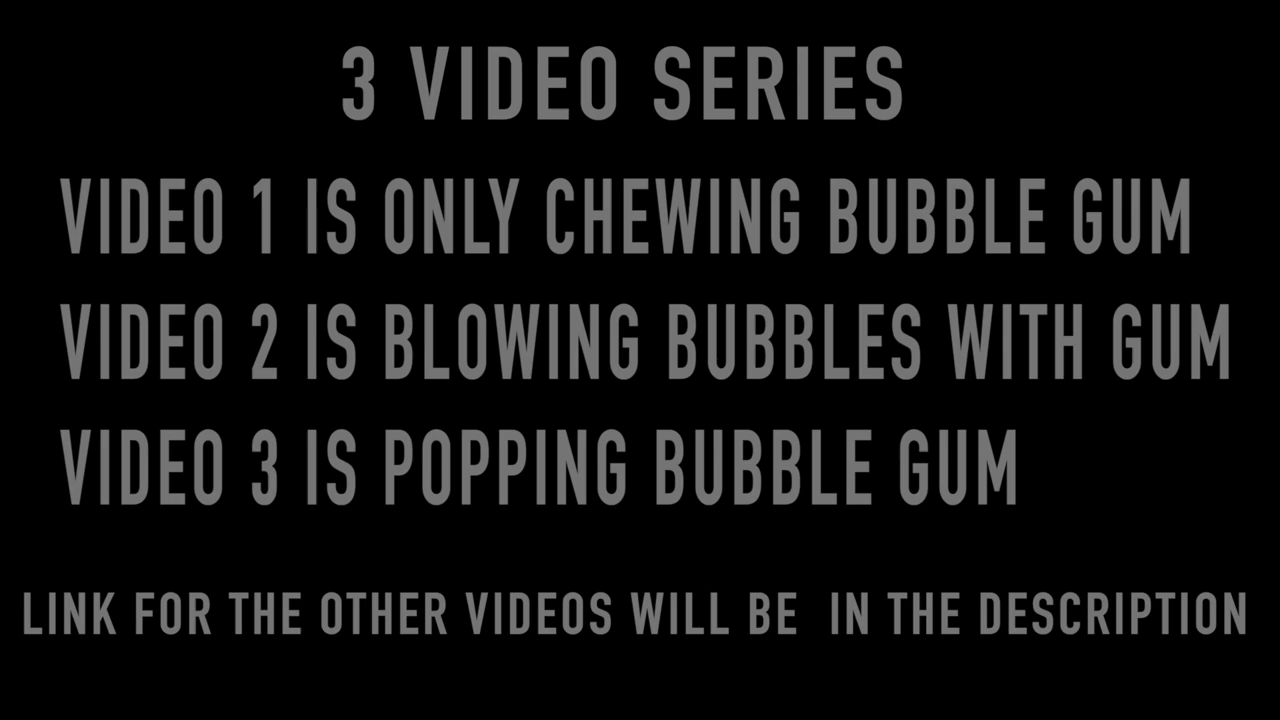 3 VIDEO SERIES
VIDEO 1 IS ONLY CHEWING BUBBLE GUM
VIDEO 2 IS BLOWING BUBBLES WITH GUM
VIDEO 3 IS POPPING BUBBLE GUM
LINK FOR THE OTHER VIDEOS WILL BE  IN THE DESCRIPTION